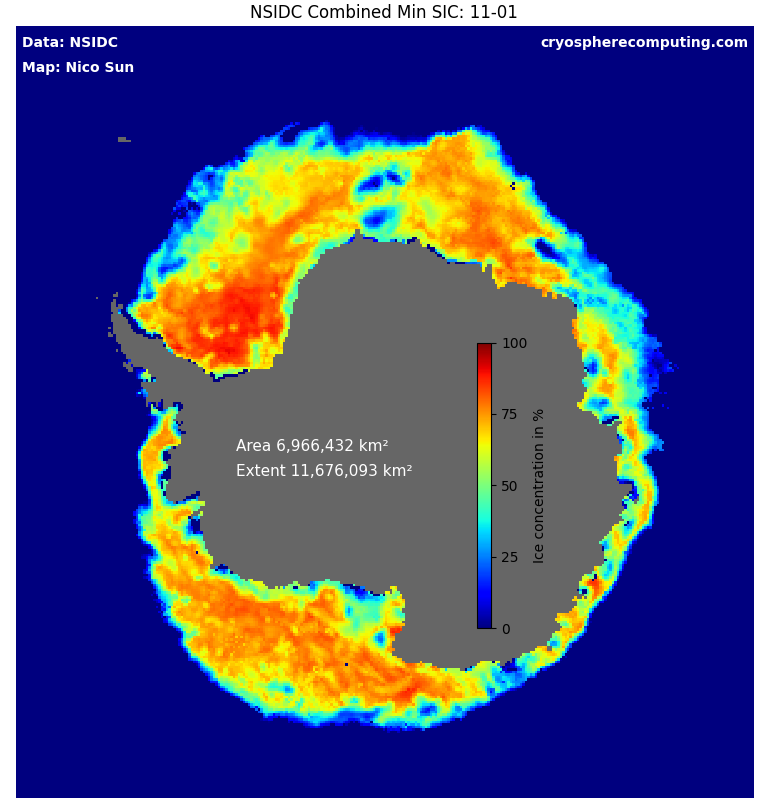 NSIDC Combined Min SIC: 11-01
Data: NSIDC
cryospherecomputing.com
Map: Nico Sun
100
75
50
25
0
Ice concentration in %
Area 6,966,432 km²
Extent 11,676,093 km²